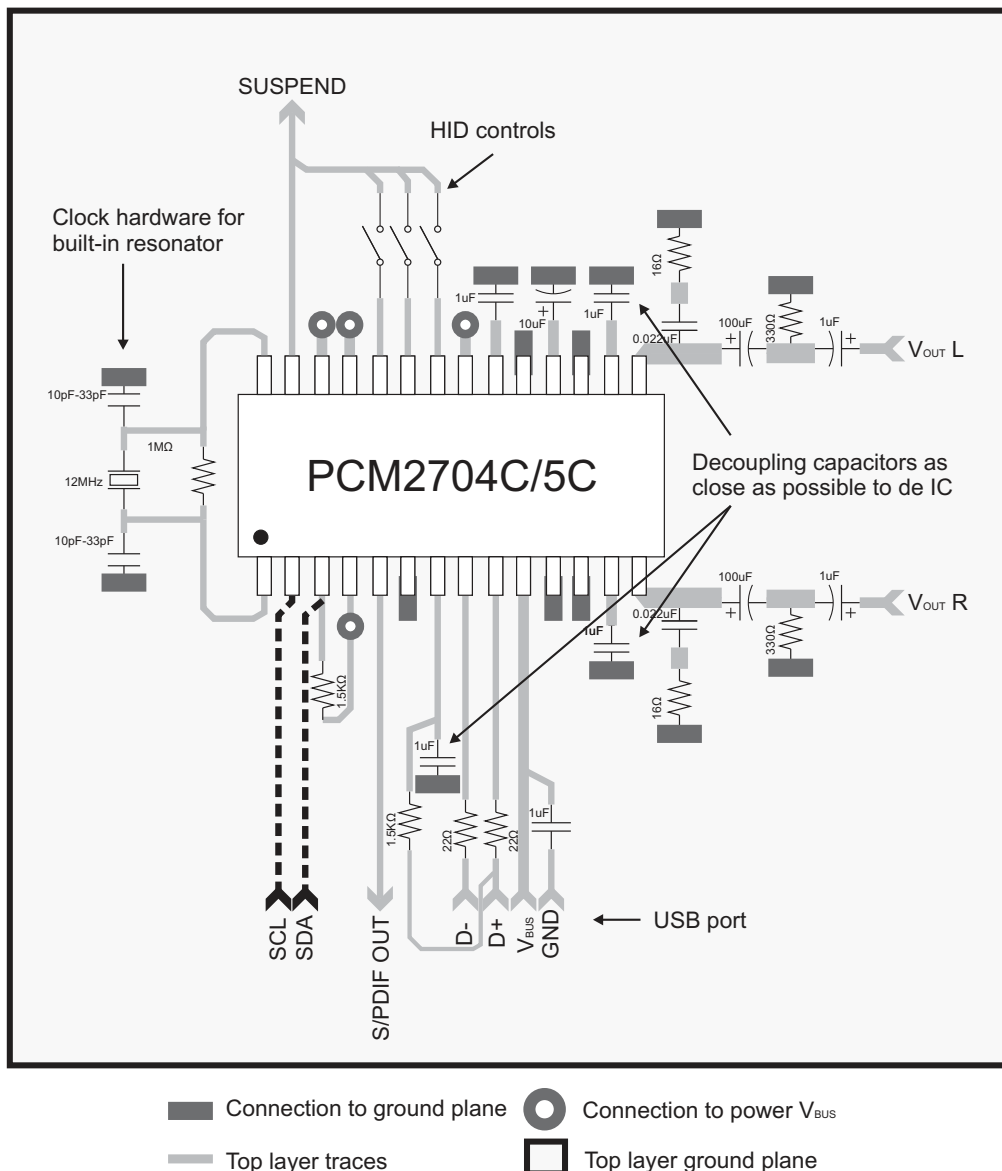 SUSPEND
HID controls
Clock hardware for
built-in resonator
16Ω
1uF
10uF
1uF
0.022uF
100uF
330Ω
1uF
VOUT L
10pF-33pF
1MΩ
12MHz
10pF-33pF
PCM2704C/5C
Decoupling capacitors as
close as possible to de IC
1uF
0.022uF
100uF
1uF
VOUT R
330Ω
16Ω
1.5KΩ
1uF
1.5KΩ
22Ω
22Ω
1uF
SCL
SDA
S/PDIF OUT
D-
D+
VBUS
GND
USB port
Connection to ground plane
Connection to power VBUS
Top layer traces
Top layer ground plane